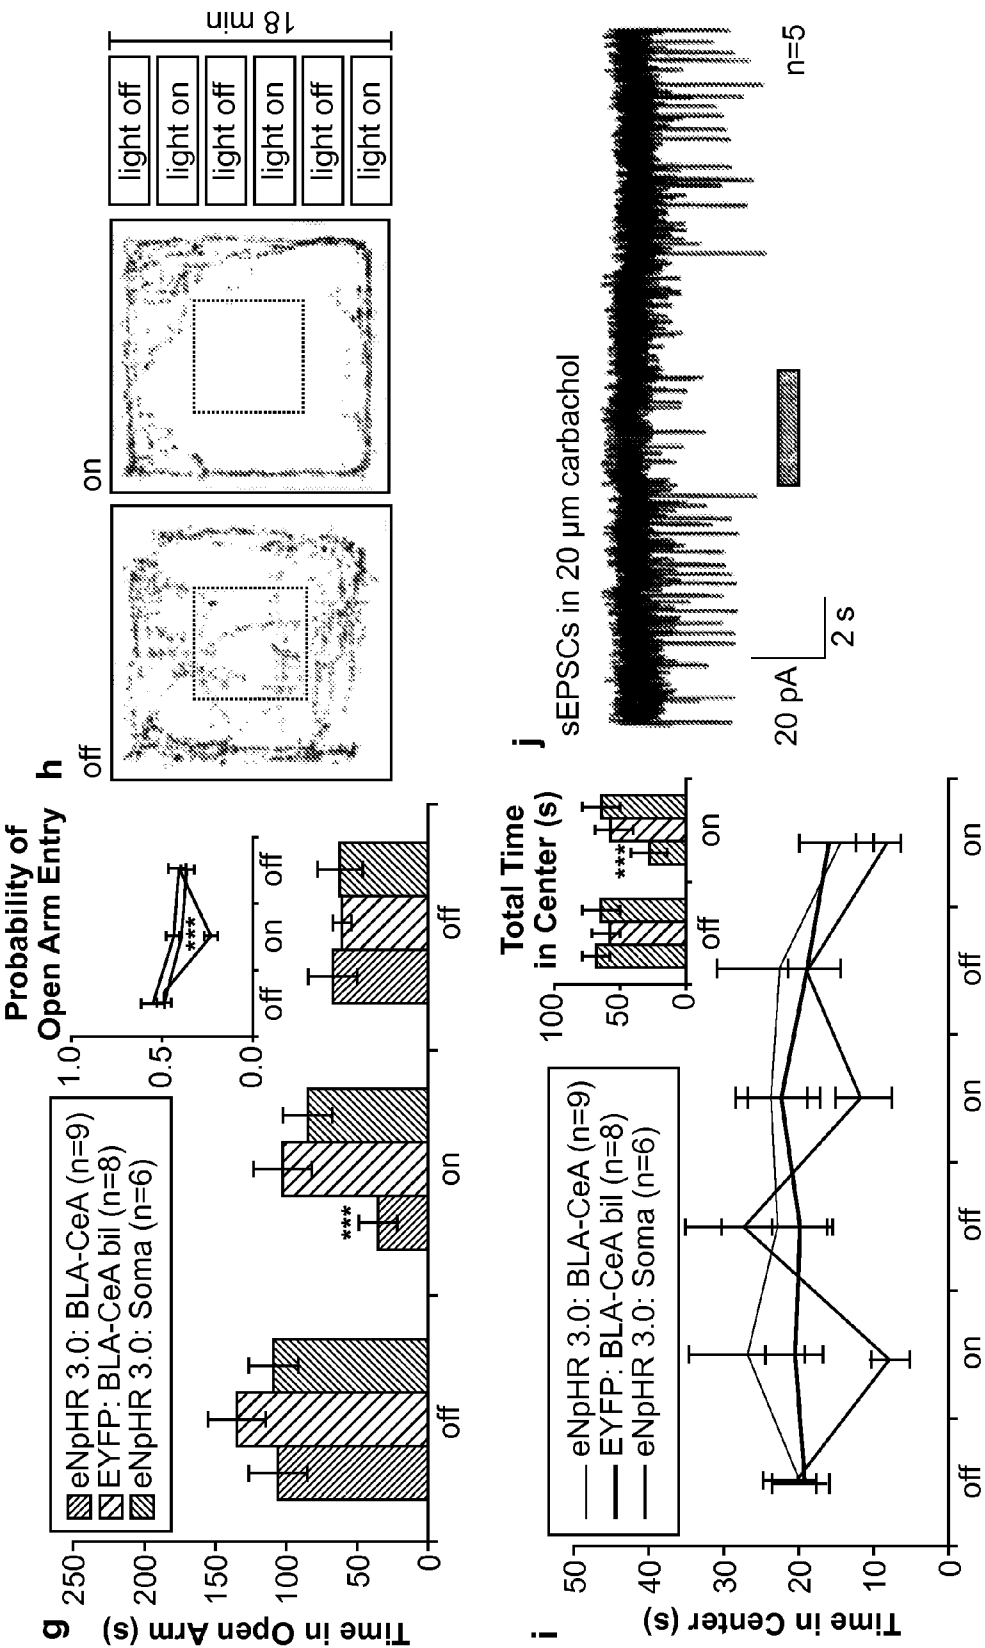 g
Time in Open Arm (s)
250
200
150
100
50
0
eNpHR 3.0: BLA-CeA (n=9)
EYFP: BLA-CeA bil (n=8)
eNpHR 3.0: Soma (n=6)
***
off
on
off
Probability of
Open Arm Entry
1.0
0.5
0.0
***
off
on
off
h
off
on
light off
light on
light off
light on
light off
light on
18 min
i
Time in Center (s)
50
40
30
20
10
0
eNpHR 3.0: BLA-CeA (n=9)
EYFP: BLA-CeA bil (n=8)
eNpHR 3.0: Soma (n=6)
off
on
off
on
off
on
Total Time
in Center (s)
100
50
0
***
off
on
j
sEPSCs in 20 µm carbachol
20 pA
2 s
n=5